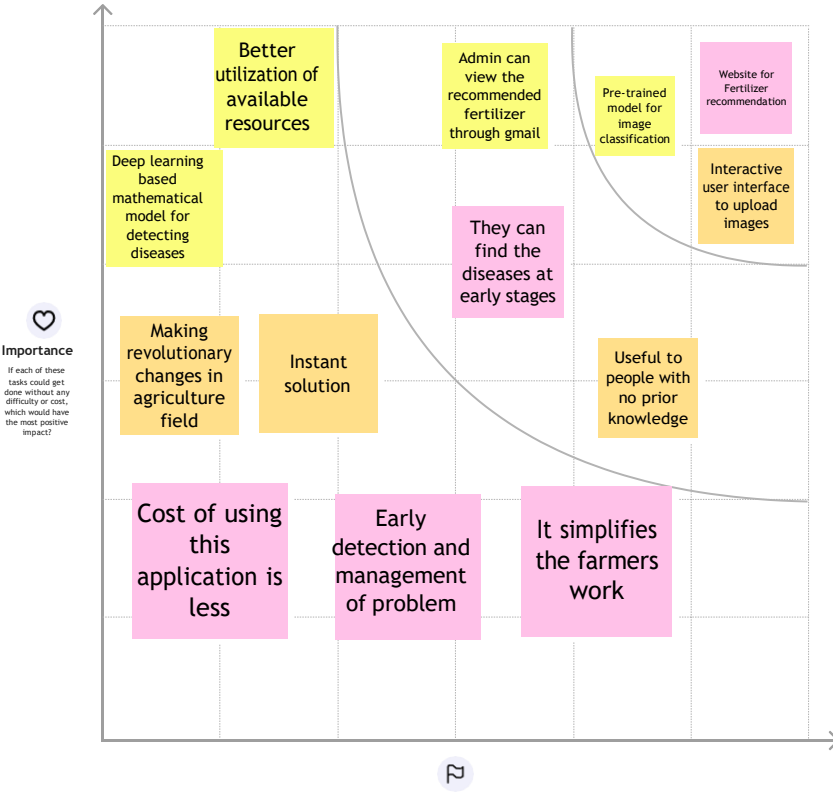 Better
utilization of
available
resources
Admin can
view the
recommended
fertilizer
through gmail
Pre-trained
model for
image
classification
Website for
Fertilizer
recommendation
Deep learning
based
mathematical
model for
detecting
diseases
Interactive
user interface
to upload
images
They can
find the
diseases at
early stages
Importance
If each of these
tasks could get
done without any
difficulty or cost,
which would have
the most positive
impact?
Making
revolutionary
changes in
agriculture
field
Instant
solution
Useful to
people with
no prior
knowledge
Cost of using
this
application is
less
Early
detection and
management
of problem
It simplifies
the farmers
work